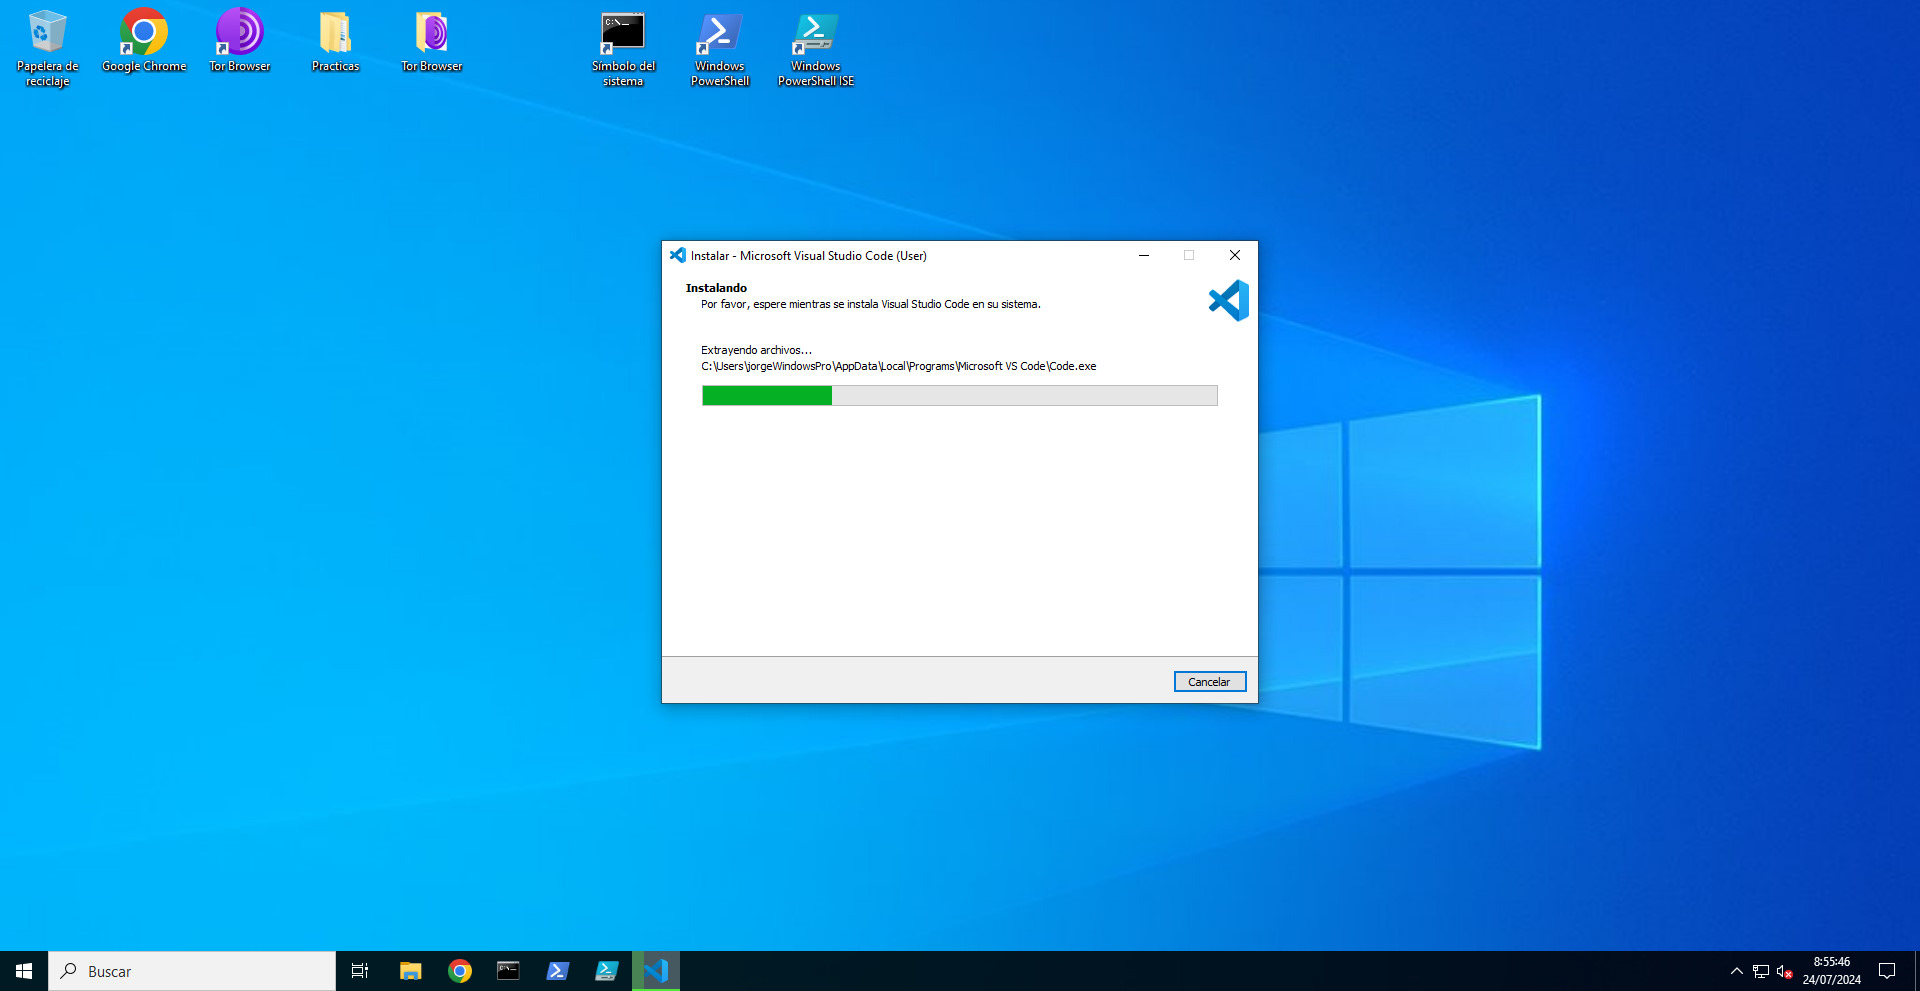 Papelera de
reciclaje
Google Chrome
Tor Browser
Practicas
Tor Browser
C:\._
Símbolo del
sistema
Windows
PowerShell
Windows
PowerShell ISE
Instalar - Microsoft Visual Studio Code (User)
Instalando
Por favor, espere mientras se instala Visual Studio Code en su sistema.
Extrayendo archivos...
C:\Users\jorgeWindowsPro\AppData\Local\Programs\Microsoft VS Code\Code.exe
Cancelar
Buscar
8:55:46
24/07/2024